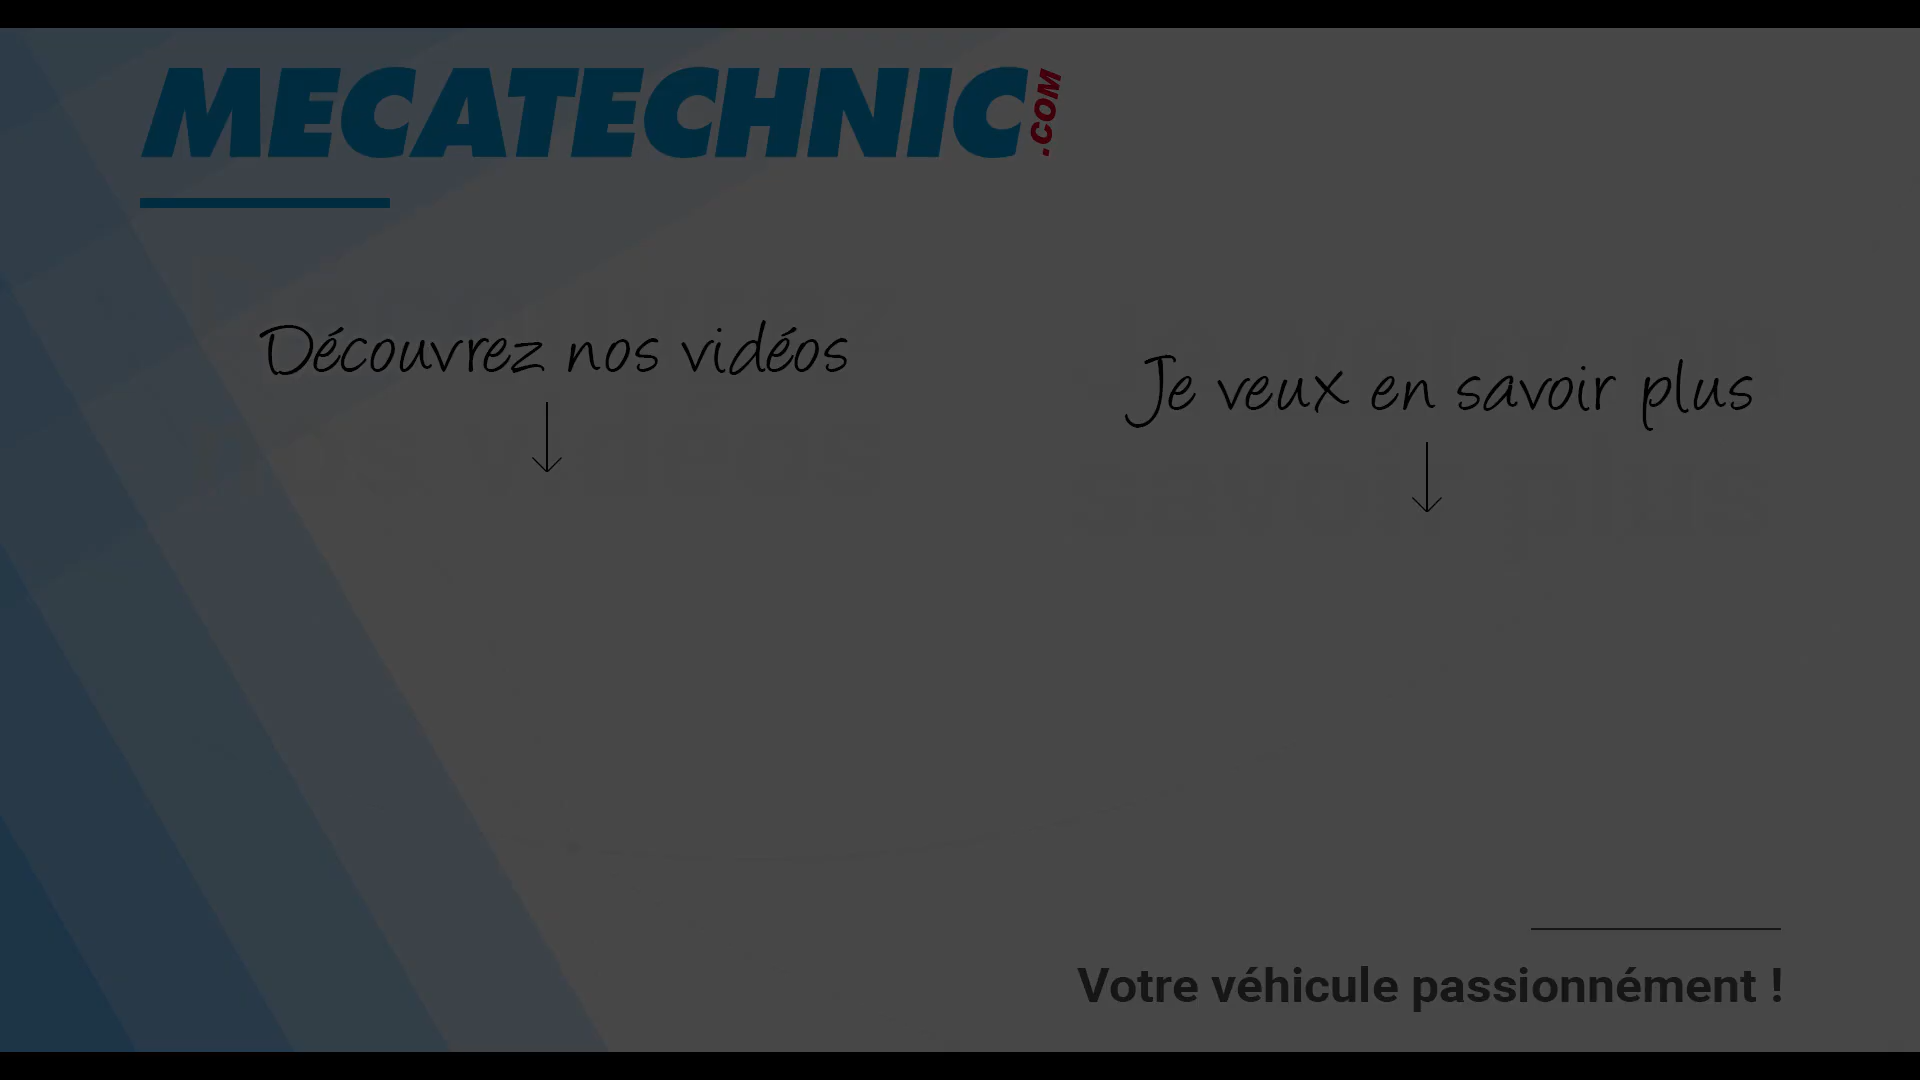 MECATECHNIC.COM
Découvrez nos vidéos
Je veux en savoir plus
Votre véhicule passionnément !